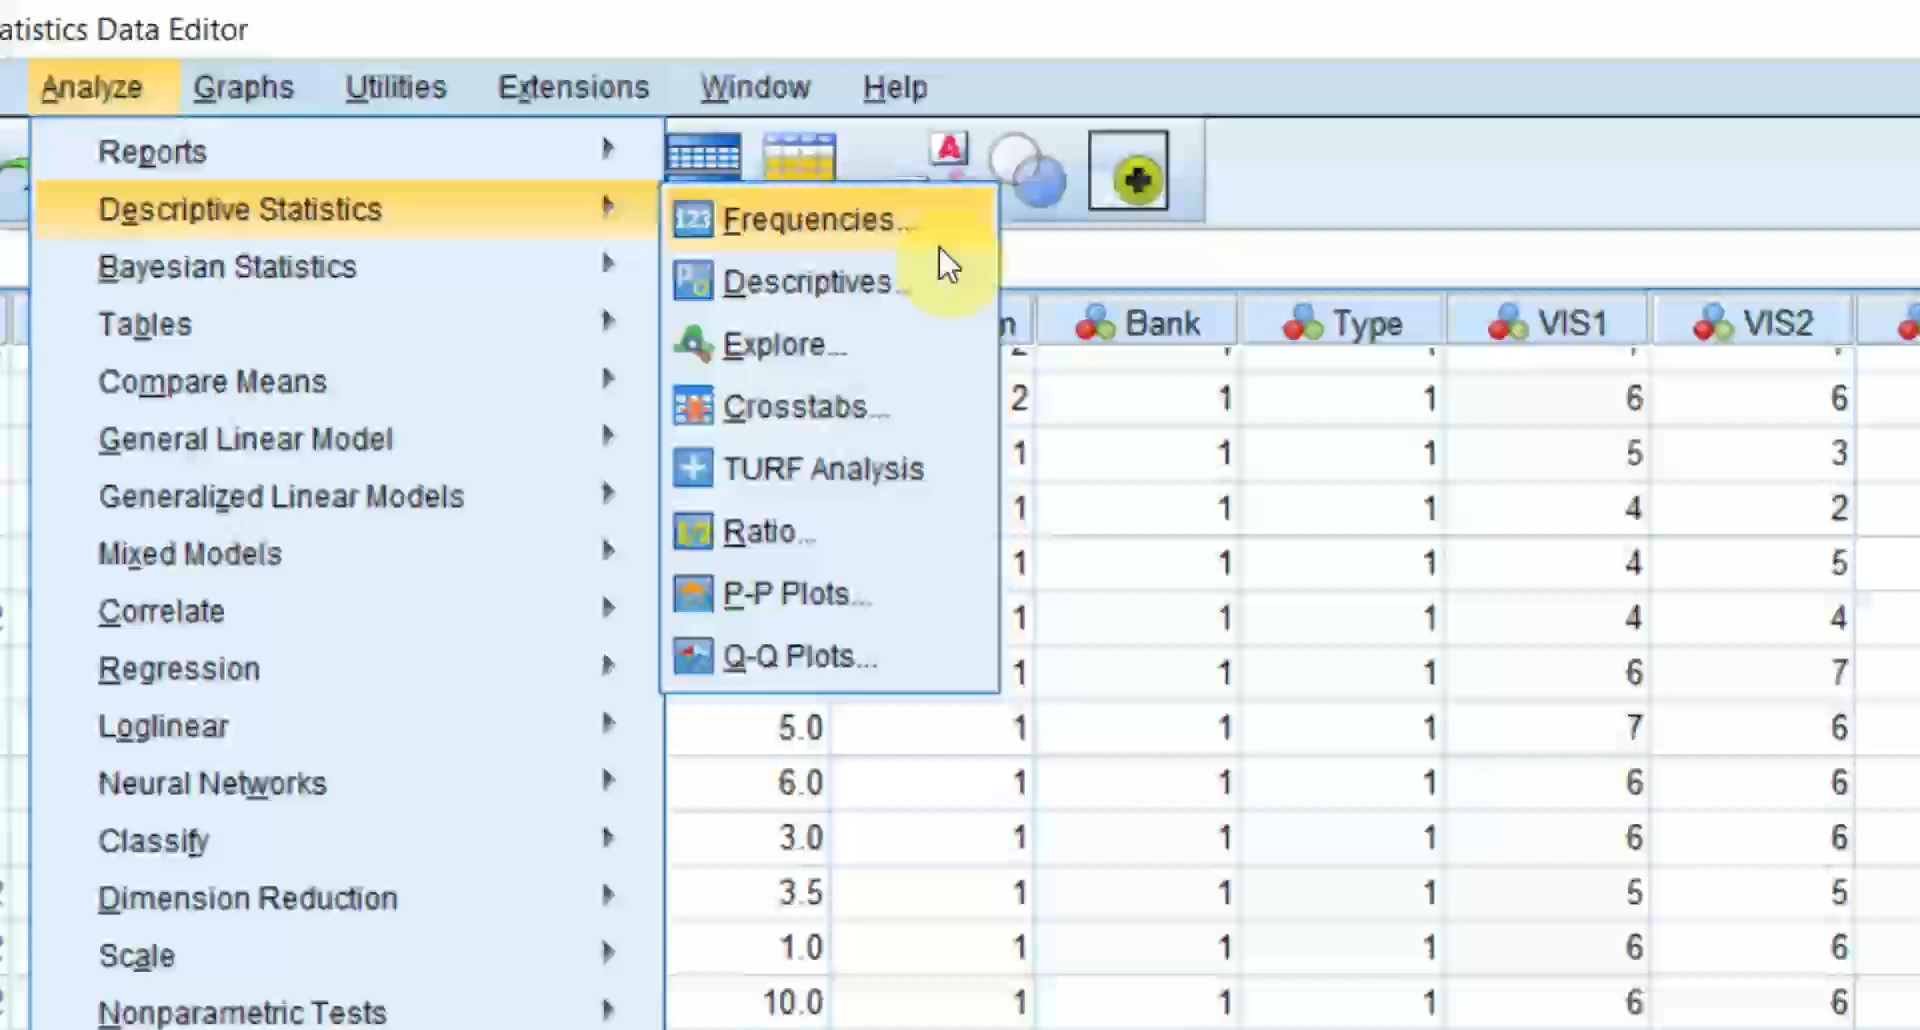 atistics Data Editor
Analyze Graphs Utilities Extensions Window Help
Reports
Descriptive Statistics
Bayesian Statistics
Tables
Compare Means
General Linear Model
Generalized Linear Models
Mixed Models
Correlate
Regression
Loglinear
Neural Networks
Classify
Dimension Reduction
Scale
Nonparametric Tests
A
123 Frequencies...
Descriptives...
Explore...
Crosstabs...
TURF Analysis
1/2 Ratio...
P-P Plots...
Q-Q Plots...
n Bank Type VIS1 VIS2
2 1 1 6 6
1 1 1 5 3
1 1 1 4 2
1 1 1 4 5
1 1 1 4 4
1 1 1 6 7
5.0 1 1 1 7 6
6.0 1 1 1 6 6
3.0 1 1 1 6 6
3.5 1 1 1 5 5
1.0 1 1 1 6 6
10.0 1 1 1 6 6